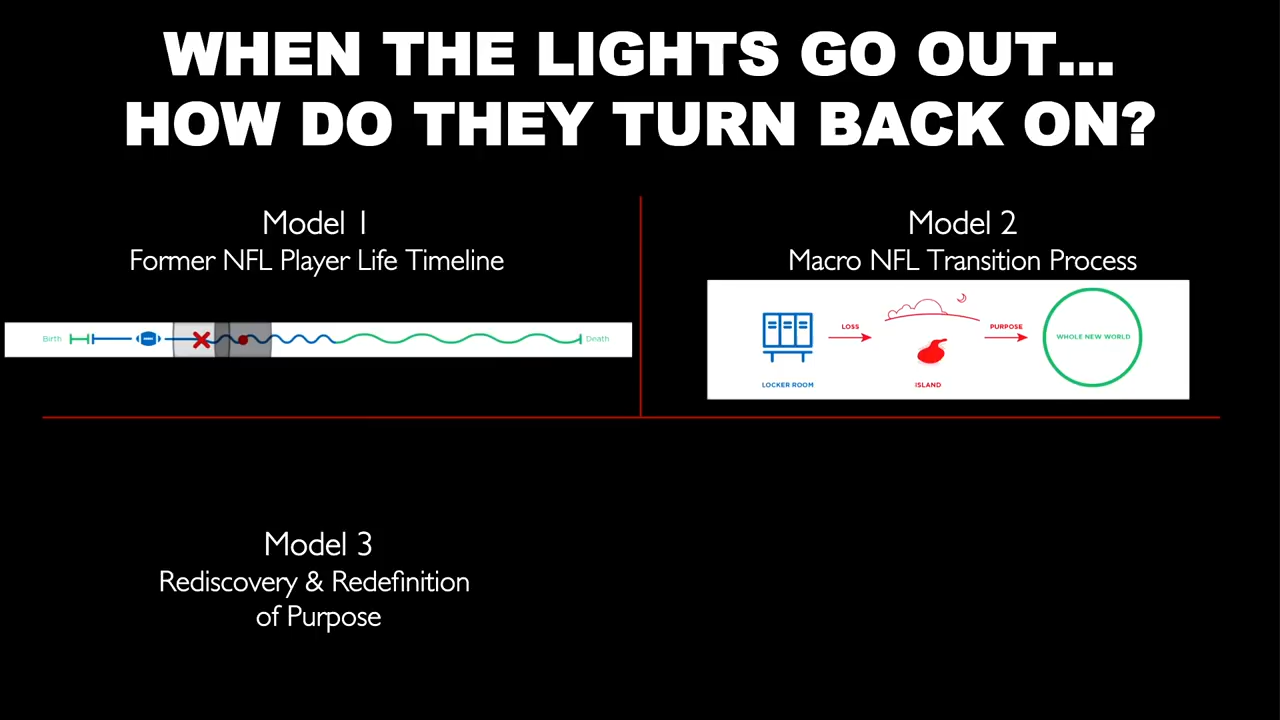 WHEN THE LIGHTS GO OUT...
HOW DO THEY TURN BACK ON?
Model 1
Former NFL Player Life Timeline
Birth
Death
Model 2
Macro NFL Transition Process
LOSS
PURPOSE
WHOLE NEW WORLD
LOCKER ROOM
ISLAND
Model 3
Rediscovery & Redefinition
of Purpose